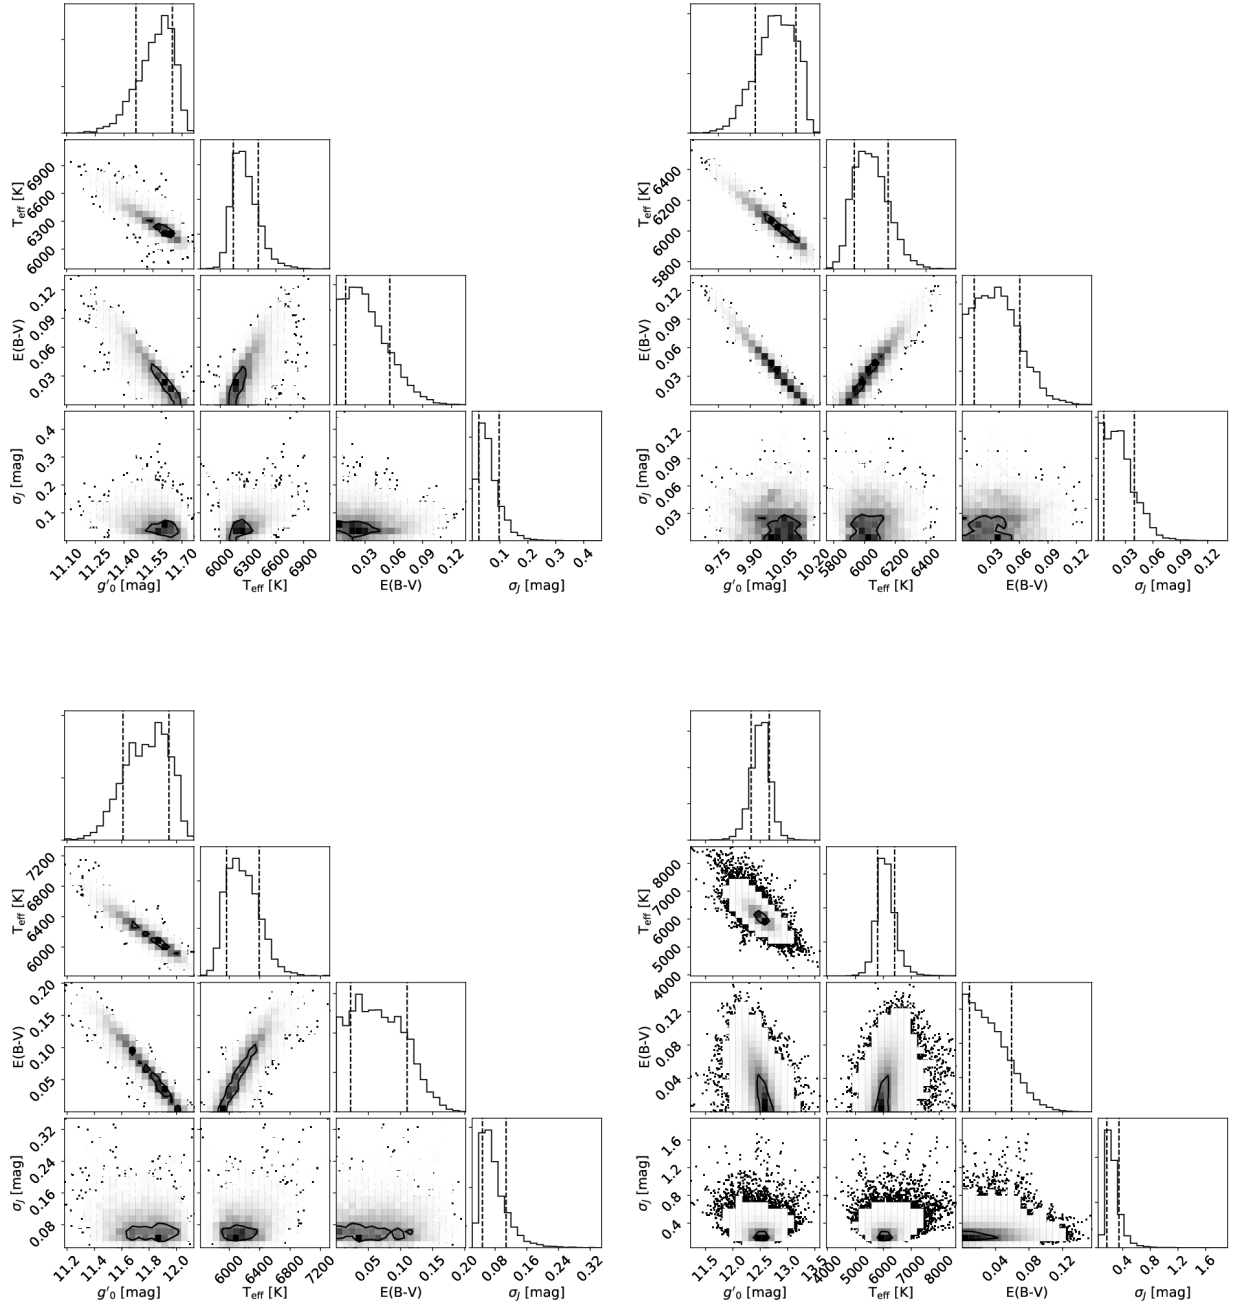 6900
6600
6300
6000
T_eff [K]
0.12
0.09
0.06
0.03
E(B-V)
0.4
0.3
0.2
0.1
σ_J [mag]
11.10 11.25 11.40 11.55 11.70
g'_0 [mag]
6000 6300 6600 6900
T_eff [K]
0.03 0.06 0.09 0.12
E(B-V)
0.1 0.2 0.3 0.4
σ_J [mag]
6400
6200
6000
5800
T_eff [K]
0.12
0.09
0.06
0.03
E(B-V)
0.12
0.09
0.06
0.03
σ_J [mag]
9.75 9.90 10.05 10.20
g'_0 [mag]
5800 6000 6200 6400
T_eff [K]
0.03 0.06 0.09 0.12
E(B-V)
0.03 0.06 0.09 0.12
σ_J [mag]
7200
6800
6400
6000
T_eff [K]
0.20
0.15
0.10
0.05
E(B-V)
0.32
0.24
0.16
0.08
σ_J [mag]
11.2 11.4 11.6 11.8 12.0
g'_0 [mag]
6000 6400 6800 7200
T_eff [K]
0.05 0.10 0.15 0.20
E(B-V)
0.08 0.16 0.24 0.32
σ_J [mag]
8000
7000
6000
5000
4000
T_eff [K]
0.12
0.08
0.04
E(B-V)
1.6
1.2
0.8
0.4
σ_J [mag]
11.5 12.0 12.5 13.0 13.5
g'_0 [mag]
4000 5000 6000 7000 8000
T_eff [K]
0.04 0.08 0.12
E(B-V)
0.4 0.8 1.2 1.6
σ_J [mag]